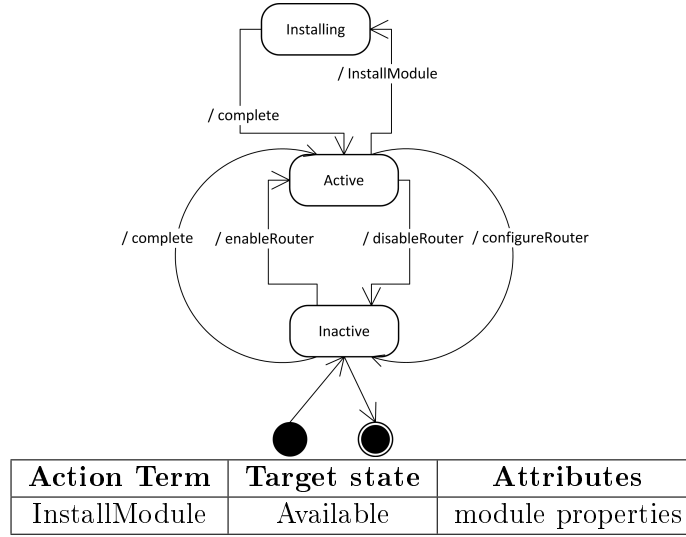 Installing
/ InstallModule
/ complete
Active
/ complete
/ enableRouter
/ disableRouter
/ configureRouter
Inactive
Action Term Target state Attributes
InstallModule Available module properties